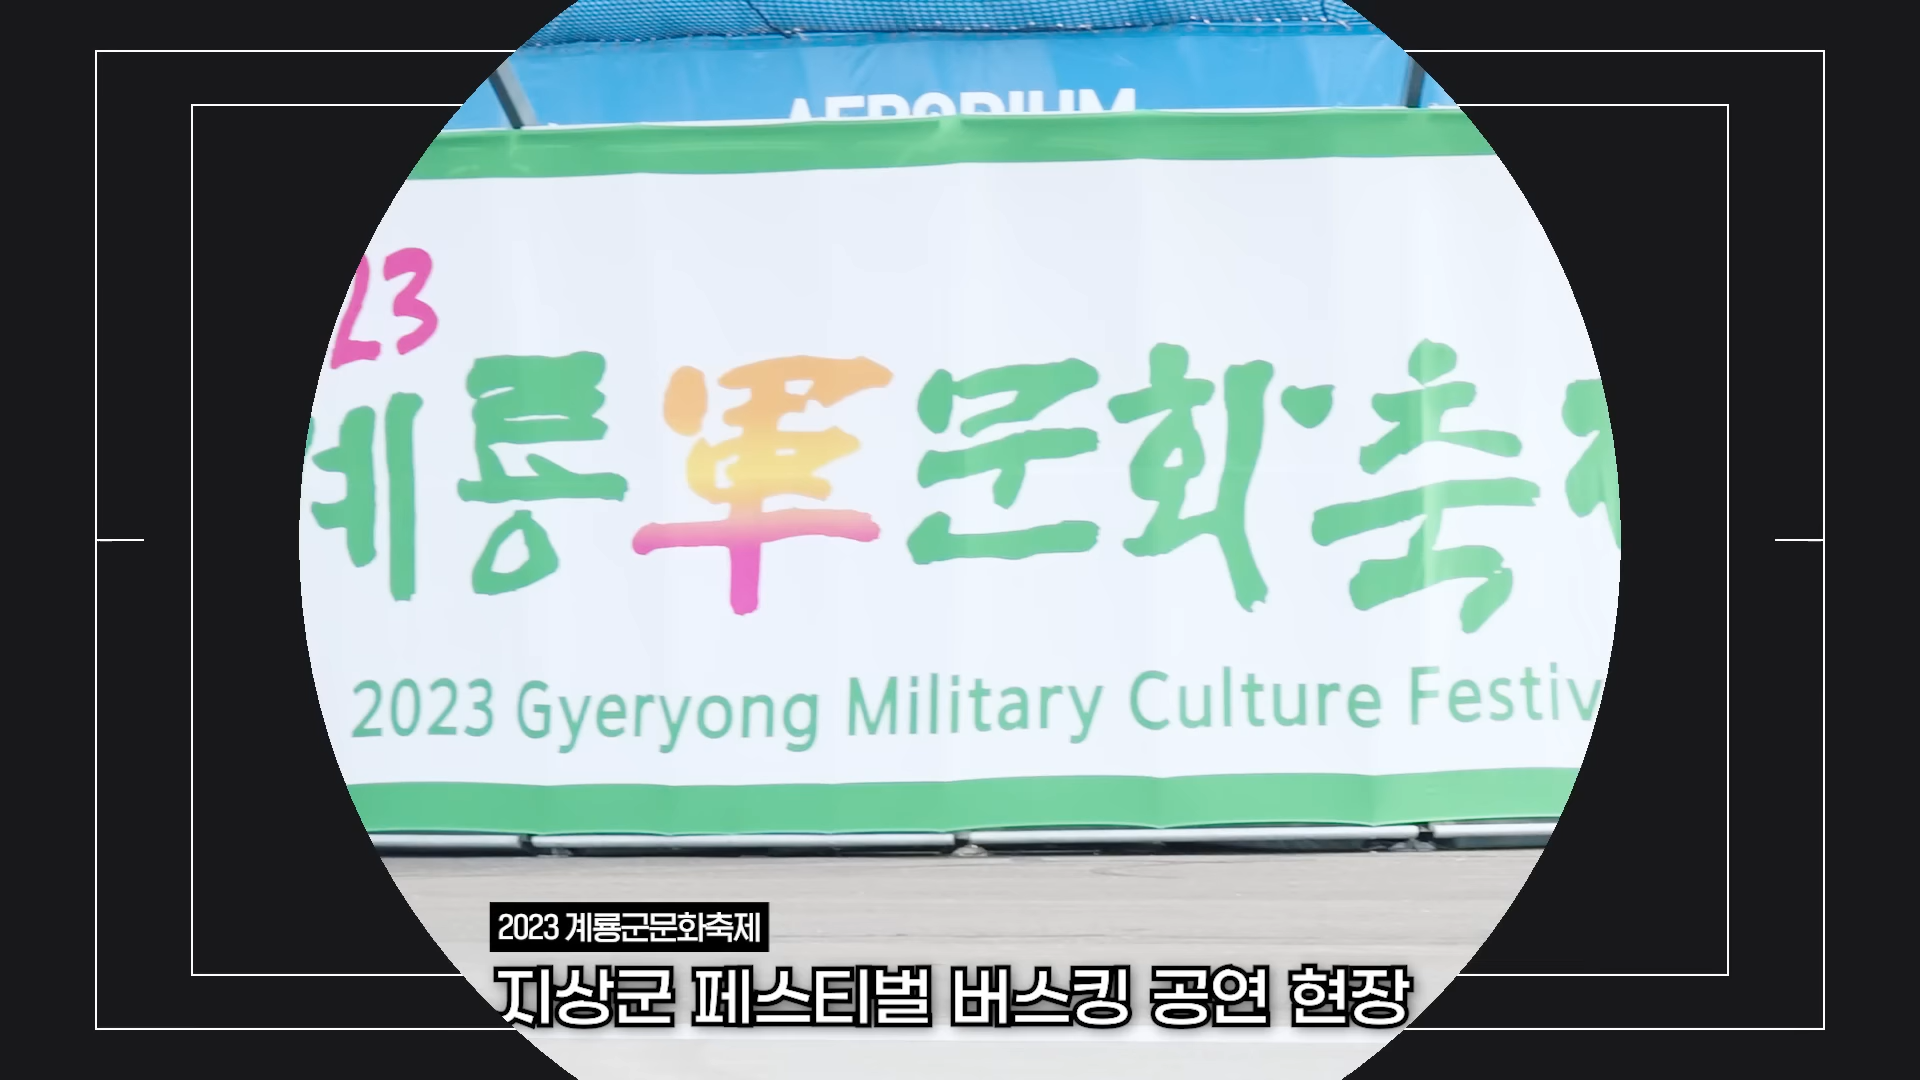 AERODIUM
23
계룡軍문화축
2023 Gyeryong Military Culture Festiv
2023 계룡군문화축제
지상군 페스티벌 버스킹 공연 현장